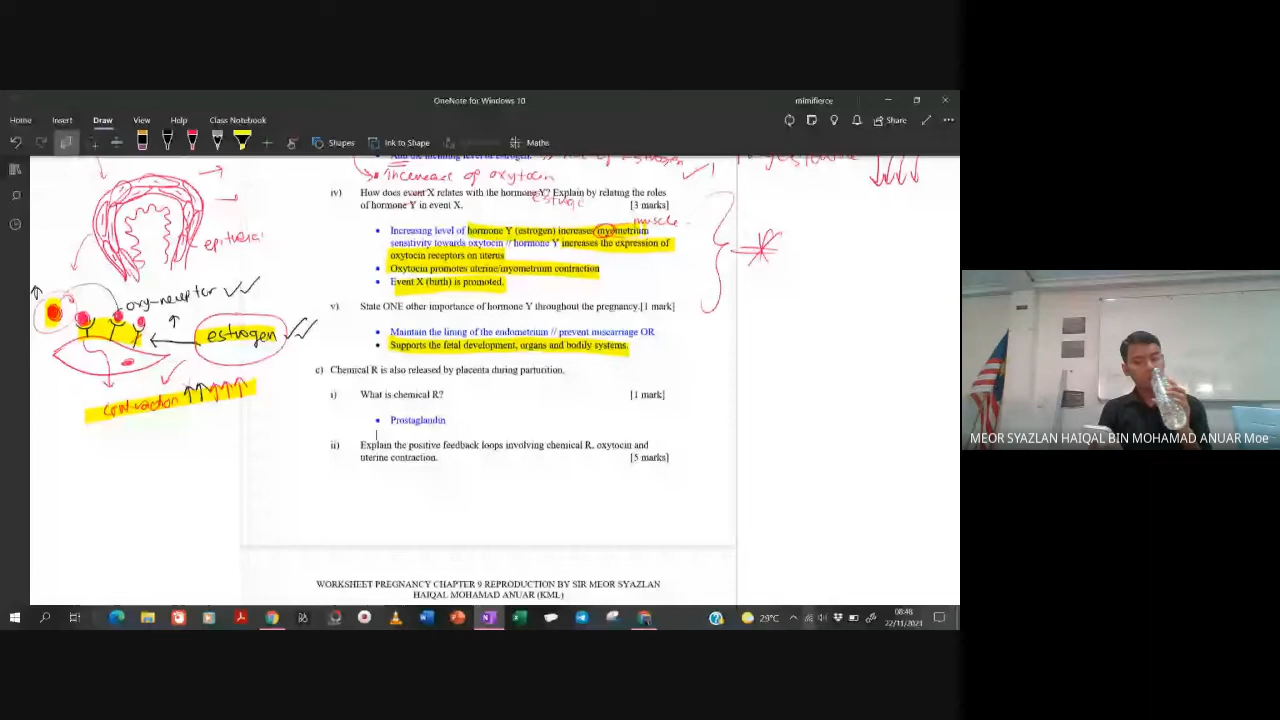 OneNote for Windows 10
mimifierce
Home Insert Draw View Help Class Notebook
Share
Shapes Ink to Shape Maths
increases of oxytocin
iv) How does event X relates with the hormone Y? Explain by relating the roles
of hormone Y in event X. [3 marks]
muscle
Increasing level of hormone Y (estrogen) increases myometrium
sensitivity towards oxytocin // hormone Y increases the expression of
oxytocin receptors on uterus
Oxytocin promotes uterine/myometrium contraction
Event X (birth) is promoted.
v) State ONE other importance of hormone Y throughout the pregnancy.[1 mark]
Maintain the lining of the endometrium // prevent miscarriage OR
Supports the fetal development, organs and bodily systems.
c) Chemical R is also released by placenta during parturition.
i) What is chemical R? [1 mark]
Prostaglandin
ii) Explain the positive feedback loops involving chemical R, oxytocin and
uterine contraction. [5 marks]
WORKSHEET PREGNANCY CHAPTER 9 REPRODUCTION BY SIR MEOR SYAZLAN
HAIQAL MOHAMAD ANUAR (KML)
oxy-receptor
estrogen
contraction
MEOR SYAZLAN HAIQAL BIN MOHAMAD ANUAR Moe
29°C
08:46
22/11/2021